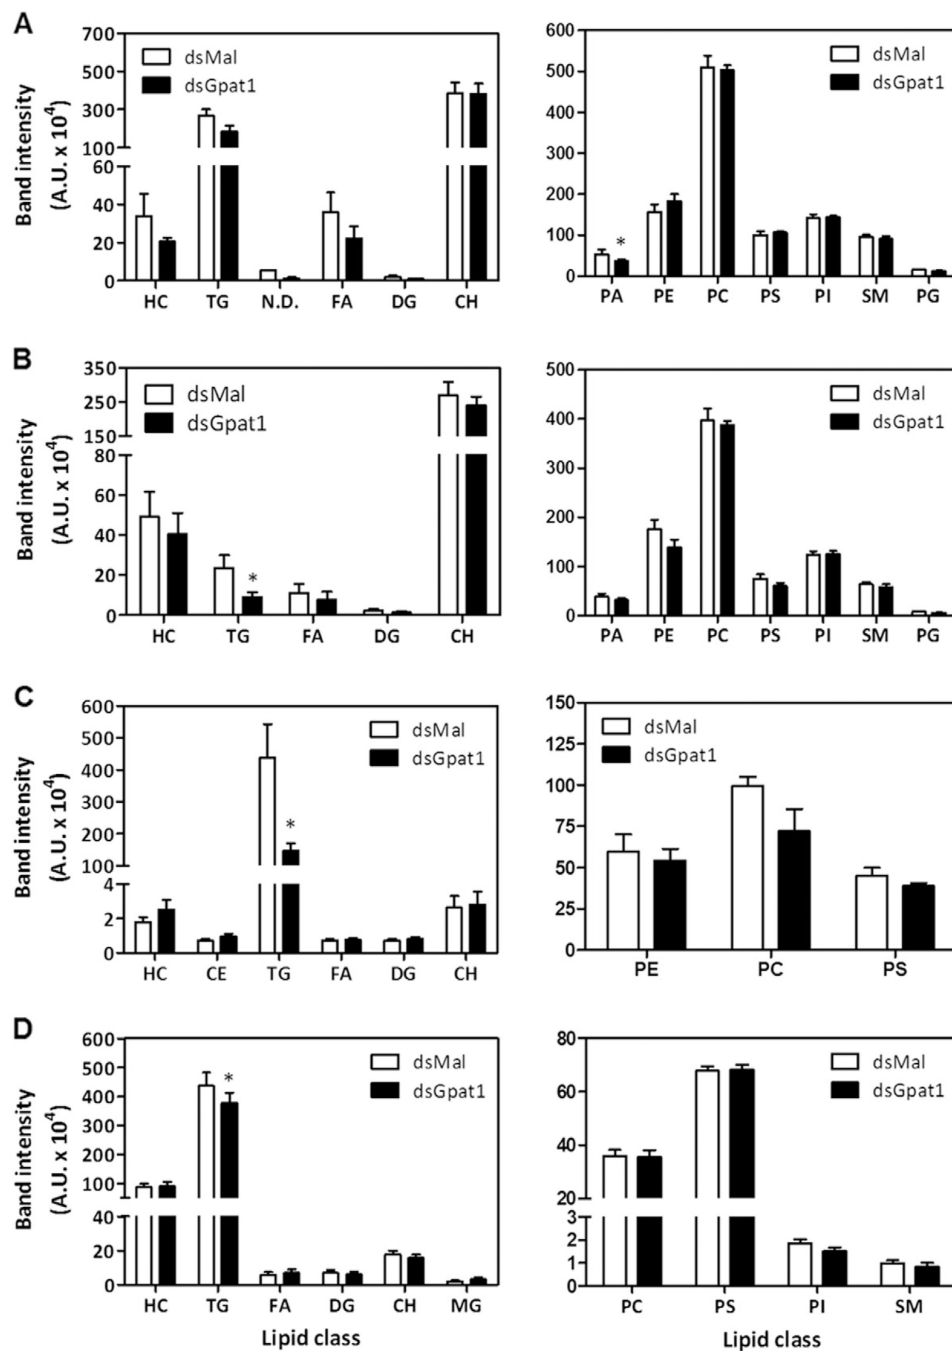 A
Band intensity
(A.U. x 10⁴)
700
500
300
100
60
40
20
0
dsMal
dsGpat1
HC TG N.D. FA DG CH
600
500
400
300
200
100
0
dsMal
dsGpat1
*
PA PE PC PS PI SM PG
B
Band intensity
(A.U. x 10⁴)
350
250
150
80
60
40
20
0
dsMal
dsGpat1
*
HC TG FA DG CH
500
400
300
200
100
0
dsMal
dsGpat1
PA PE PC PS PI SM PG
C
Band intensity
(A.U. x 10⁴)
600
500
400
300
200
100
4
2
0
dsMal
dsGpat1
*
HC CE TG FA DG CH
150
125
100
75
50
25
0
dsMal
dsGpat1
PE PC PS
D
Band intensity
(A.U. x 10⁴)
600
500
400
300
200
100
40
20
0
dsMal
dsGpat1
*
HC TG FA DG CH MG
Lipid class
80
60
40
20
3
2
1
0
dsMal
dsGpat1
PC PS PI SM
Lipid class